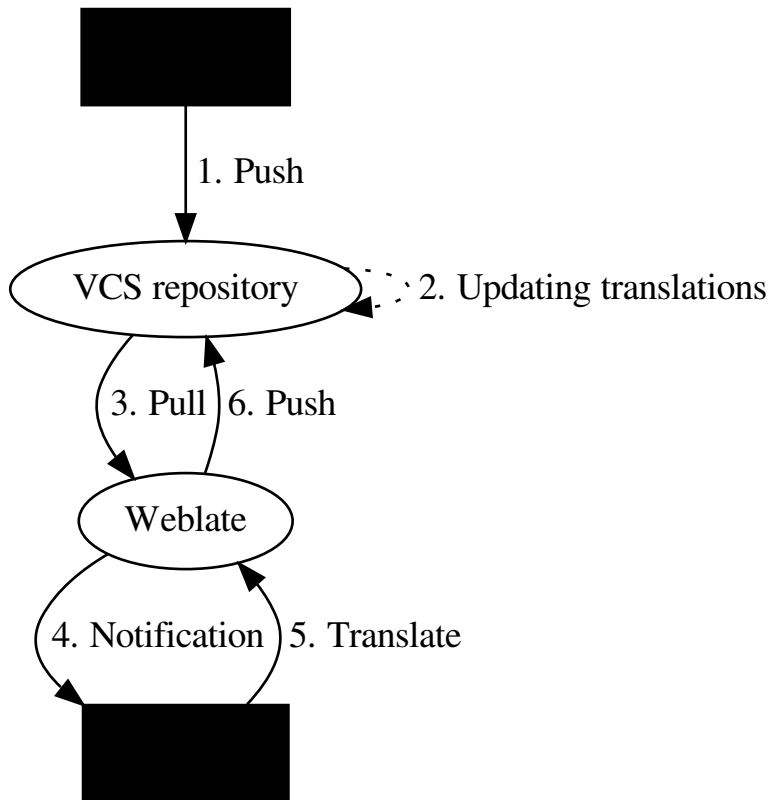 1. Push
VCS repository
2. Updating translations
3. Pull
6. Push
Weblate
4. Notification
5. Translate